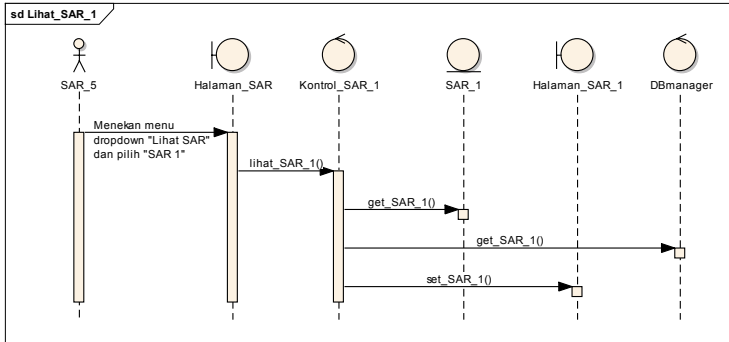 sd Lihat_SAR_1
SAR_5
Halaman_SAR
Kontrol_SAR_1
SAR_1
Halaman_SAR_1
DBmanager
Menekan menu
dropdown "Lihat SAR"
dan pilih "SAR 1"
lihat_SAR_1()
get_SAR_1()
get_SAR_1()
set_SAR_1()